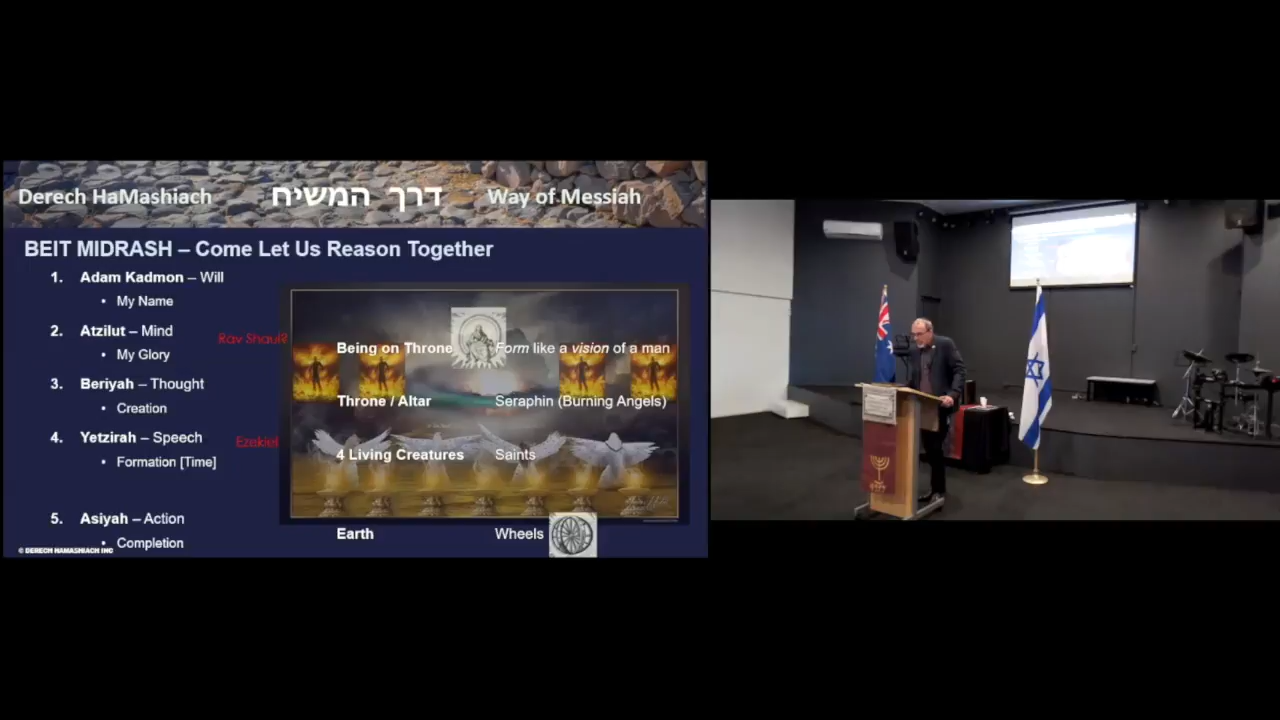 Derech HaMashiach דרך המשיח Way of Messiah
BEIT MIDRASH – Come Let Us Reason Together
1. Adam Kadmon – Will
• My Name
2. Atzilut – Mind Rav Shaul?
• My Glory
Being on Throne Form like a vision of a man
3. Beriyah – Thought
• Creation
Throne / Altar Seraphin (Burning Angels)
4. Yetzirah – Speech Ezekiel
• Formation [Time]
4 Living Creatures Saints
5. Asiyah – Action
• Completion
Earth Wheels
© DERECH HAMASHIACH INC